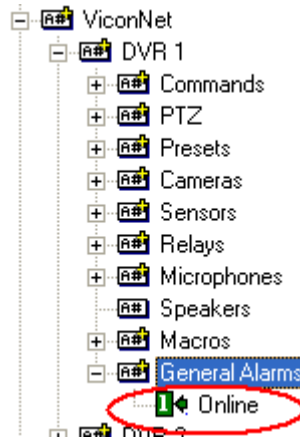 ViconNet
DVR 1
Commands
PTZ
Presets
Cameras
Sensors
Relays
Microphones
Speakers
Macros
General Alarms
Online